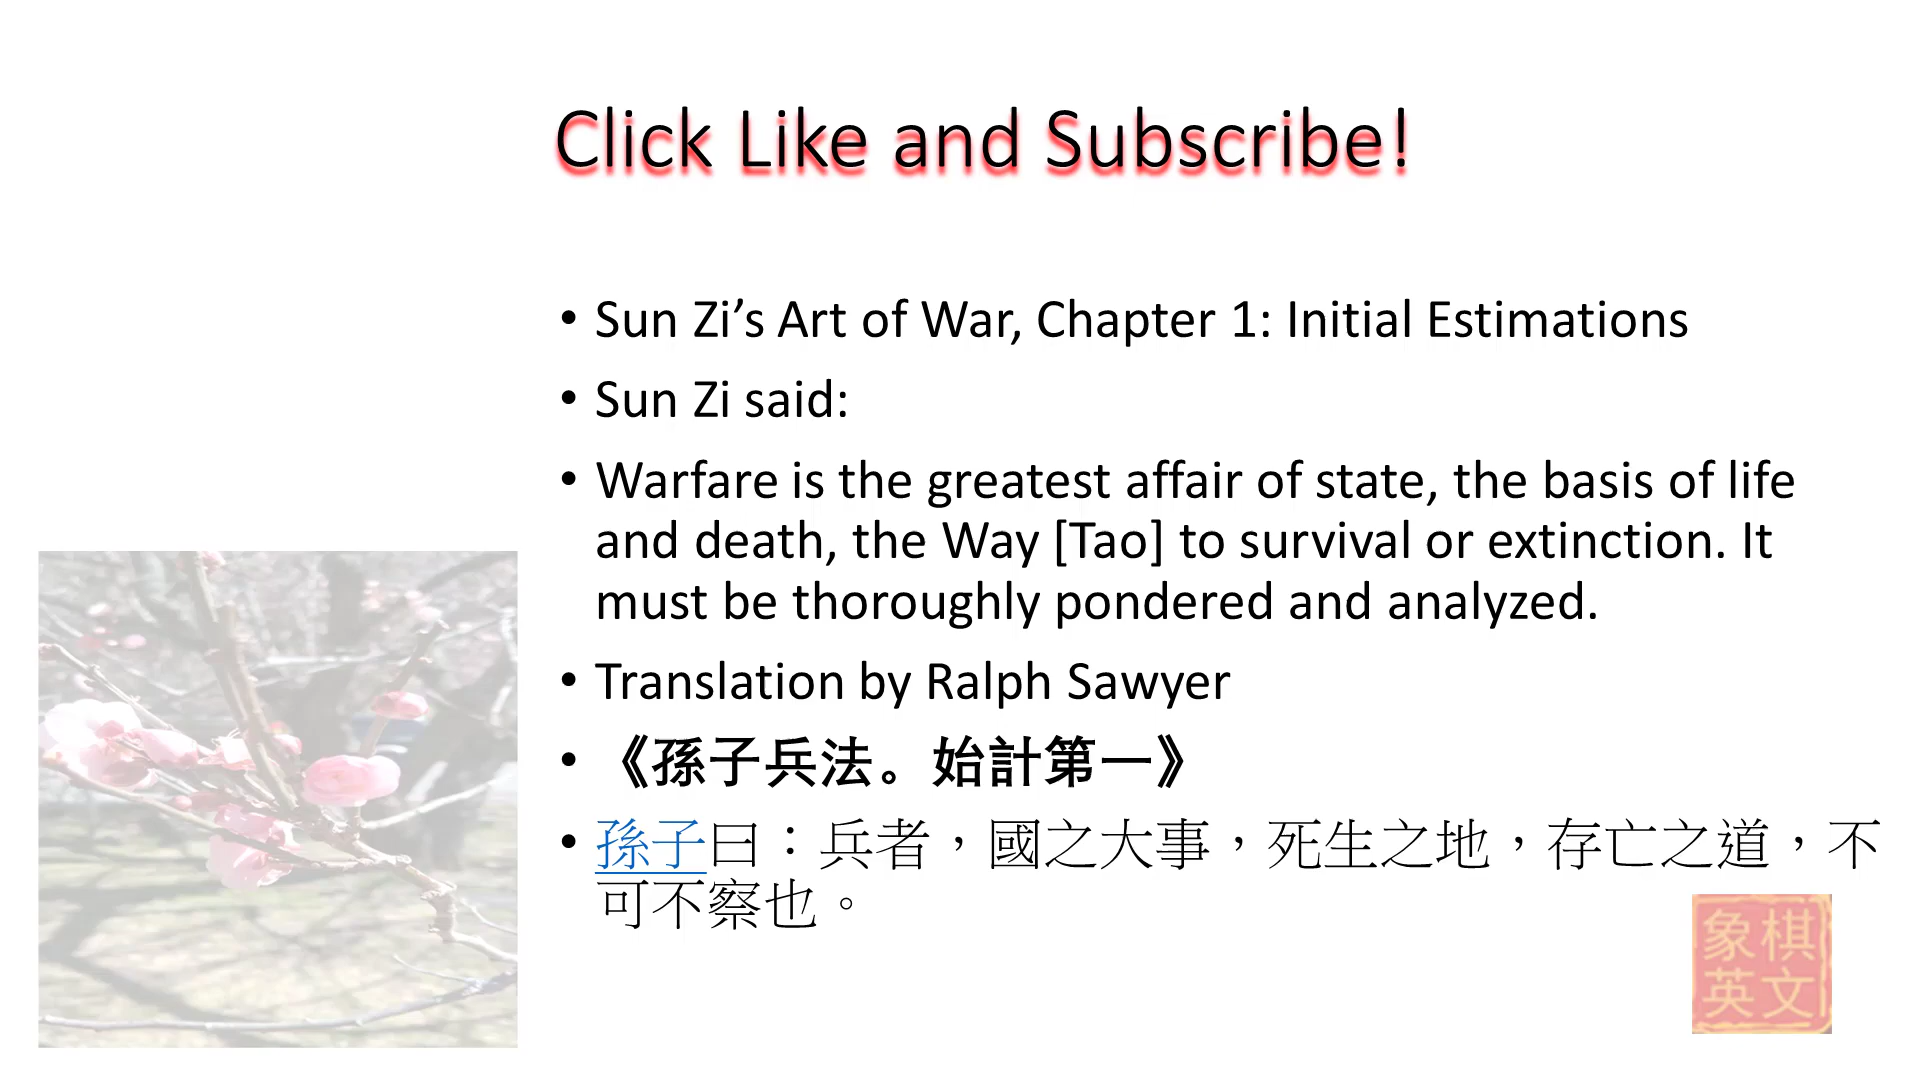 Click Like and Subscribe!
• Sun Zi’s Art of War, Chapter 1: Initial Estimations
• Sun Zi said:
• Warfare is the greatest affair of state, the basis of life
and death, the Way [Tao] to survival or extinction. It
must be thoroughly pondered and analyzed.
• Translation by Ralph Sawyer
• 《孫子兵法。始計第一》
• 孫子曰：兵者，國之大事，死生之地，存亡之道，不
可不察也。
象棋
英文